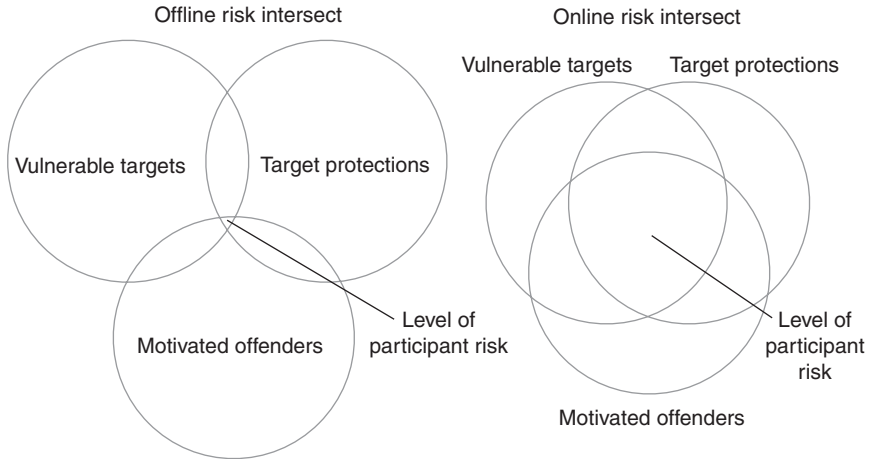 Offline risk intersect
Vulnerable targets
Target protections
Motivated offenders
Level of
participant risk
Online risk intersect
Vulnerable targets
Target protections
Level of
participant
risk
Motivated offenders